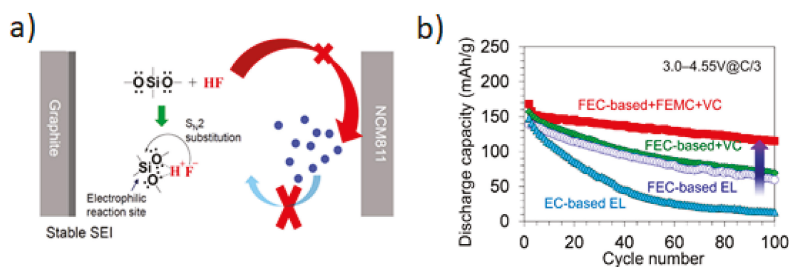 a)
Graphite
OSiO + HF
S_N2
substitution
Si O O O H⁺F⁻
Electrophilic
reaction site
Stable SEI
NCM811
b)
Discharge capacity (mAh/g)
250
200
150
100
50
0
3.0–4.55V@C/3
FEC-based+FEMC+VC
FEC-based+VC
FEC-based EL
EC-based EL
0 20 40 60 80 100
Cycle number